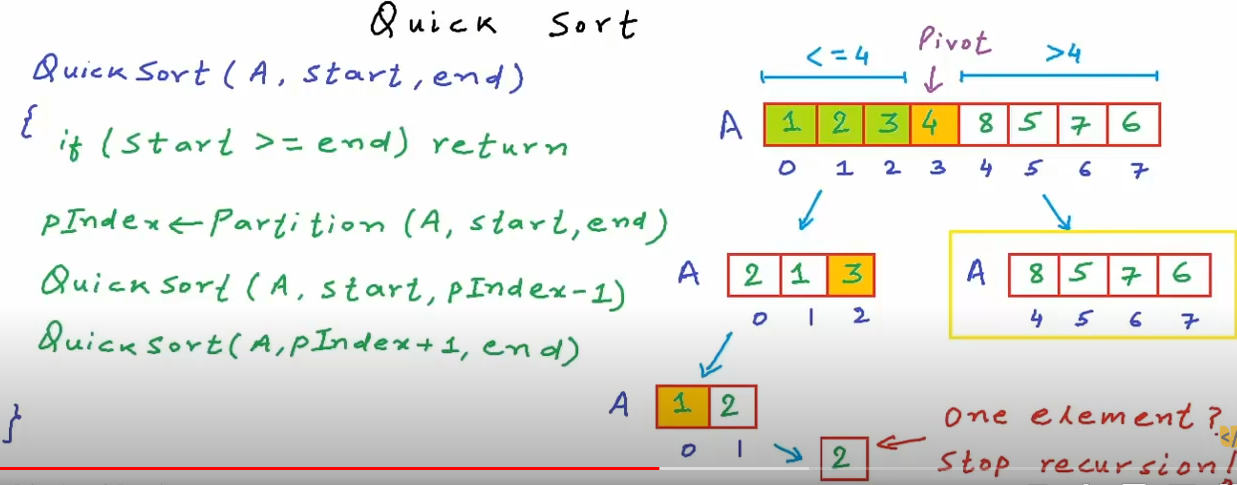 Quick Sort
QuickSort(A, start, end)
{
if (start >= end) return
pIndex ← Partition (A, start, end)
QuickSort (A, start, pIndex-1)
QuickSort(A, pIndex+1, end)
}
<=4 Pivot >4
A 1 2 3 4 8 5 7 6
0 1 2 3 4 5 6 7
A 2 1 3
0 1 2
A 8 5 7 6
4 5 6 7
A 1 2
0 1
2
One element?
Stop recursion!